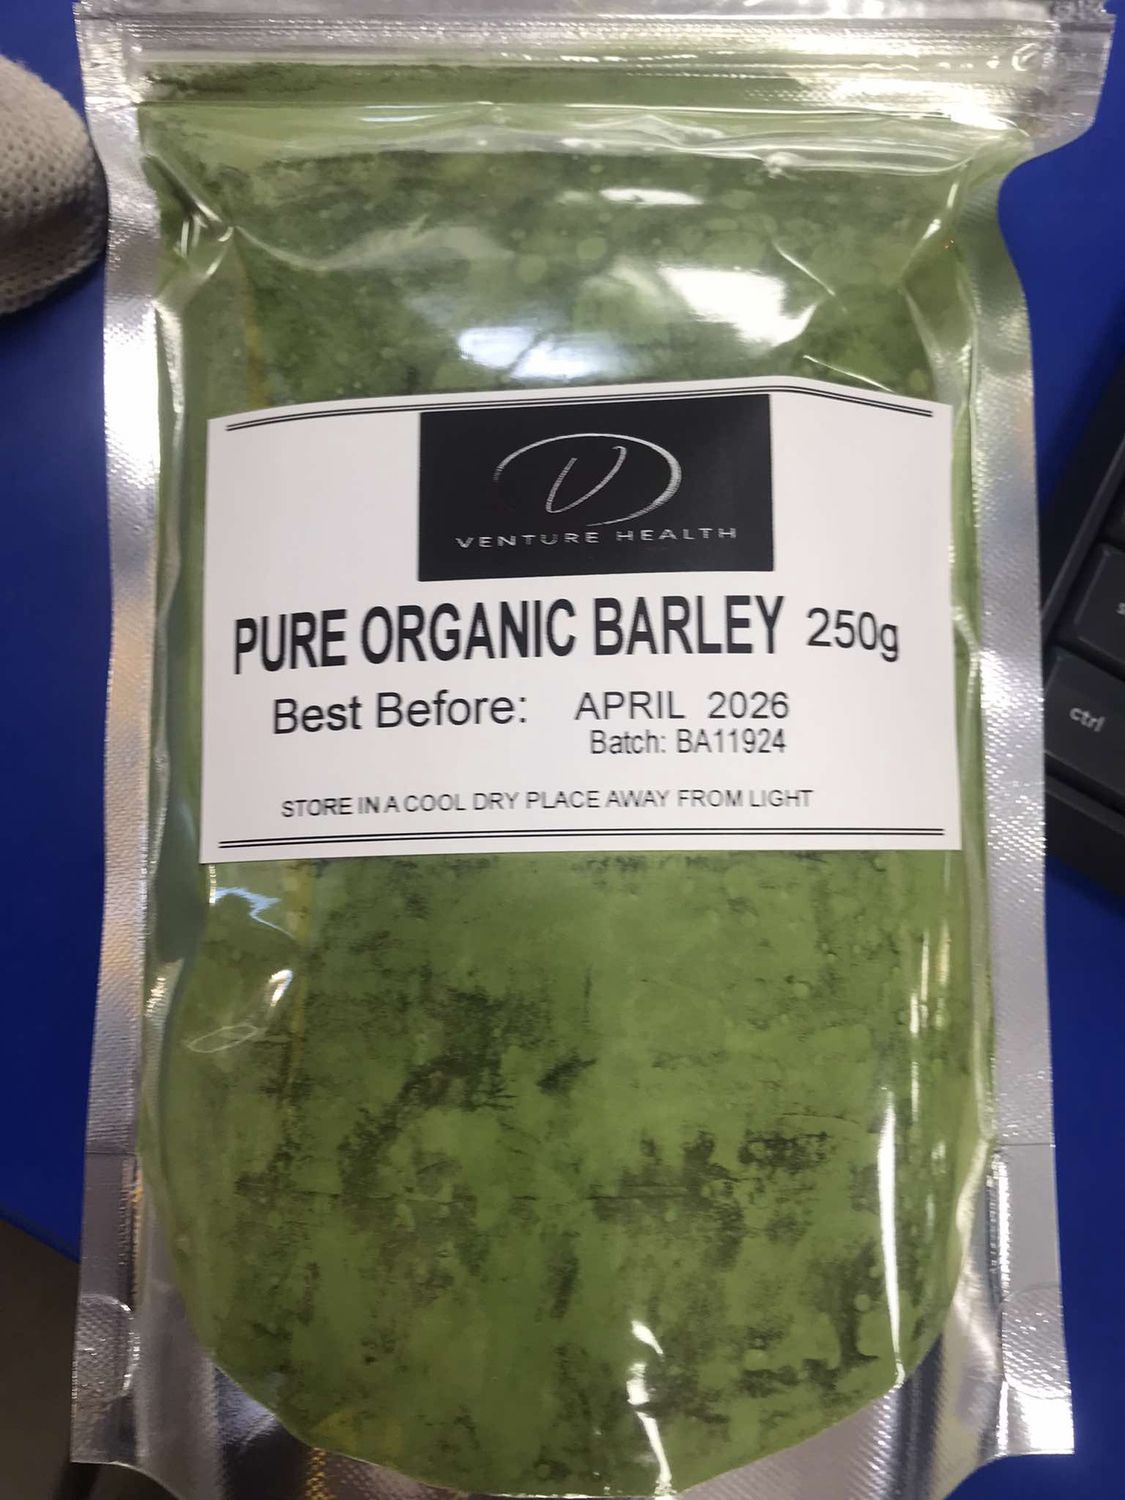 VENTURE HEALTH
PURE ORGANIC BARLEY 250g
Best Before: APRIL 2026
Batch: BA11924
STORE IN A COOL DRY PLACE AWAY FROM LIGHT
ctrl